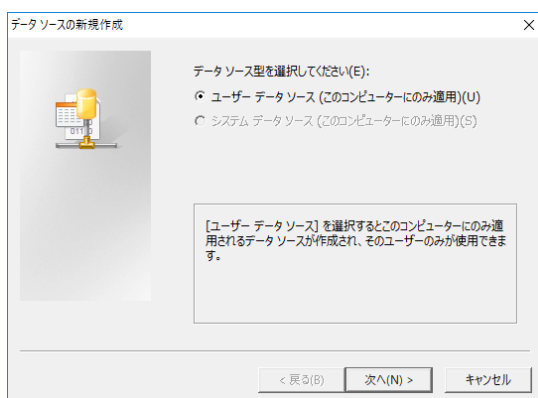 データ ソースの新規作成
データ ソース型を選択してください(E):
ユーザー データ ソース (このコンピューターにのみ適用)(U)
システム データ ソース (このコンピューターにのみ適用)(S)
[ユーザー データ ソース] を選択するとこのコンピューターにのみ適
用されるデータ ソースが作成され、そのユーザーのみが使用できま
す。
< 戻る(B)
次へ(N) >
キャンセル